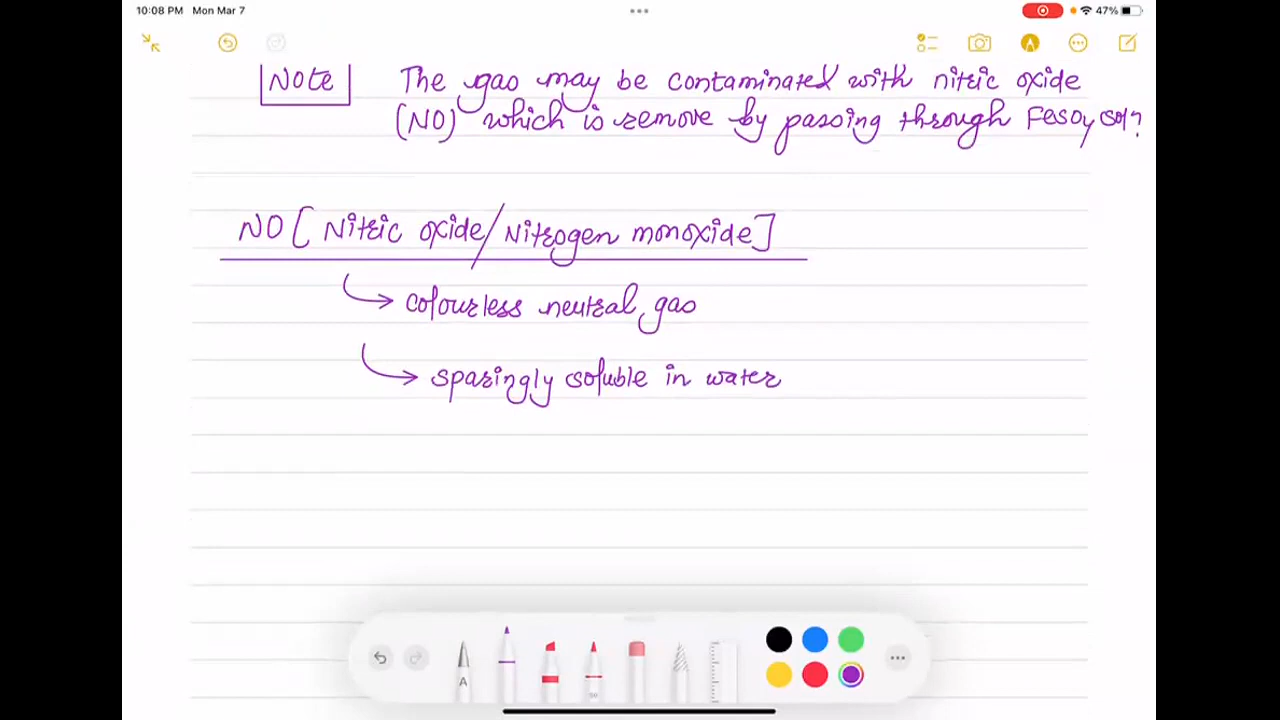 10:08 PM Mon Mar 7
47%
Note The gas may be contaminated with nitric oxide
(NO) which is remove by passing through FeSO4 soln
NO [Nitric oxide/Nitrogen monoxide]
colourless neutral gas
sparingly soluble in water
A
50